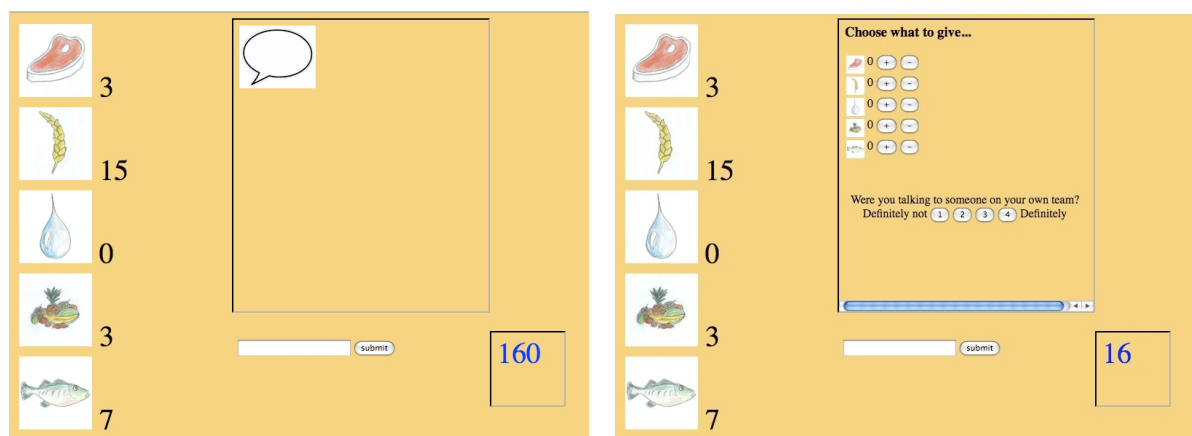 3
15
0
3
7
submit
160
3
15
0
3
7
Choose what to give...
0 + -
0 + -
0 + -
0 + -
0 + -
Were you talking to someone on your own team?
Definitely not 1 2 3 4 Definitely
submit
16